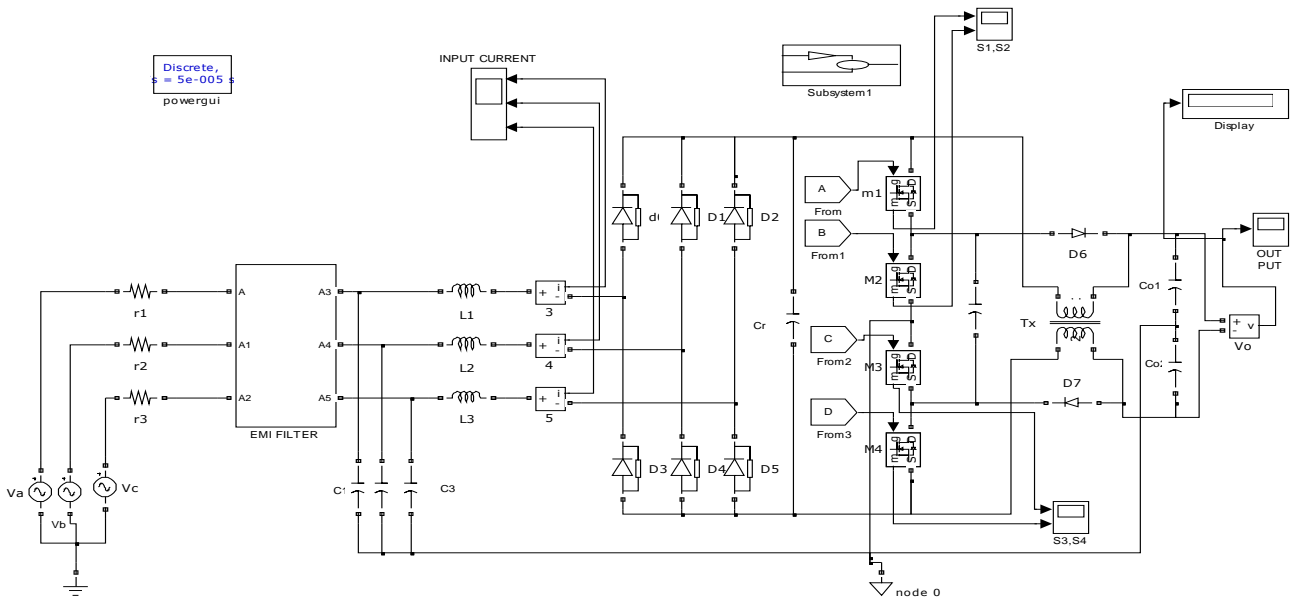 S1,S2
INPUT CURRENT
Discrete,
s = 5e-005 s
powergui
Subsystem1
Display
A
From
m1
g
D
m
S
d
D1
D2
B
From1
M2
g
D
m
S
D6
OUT
PUT
A
A3
r1
L1
+
-
i
3
Cr
Co1
Tx
+
-
v
Vo
A1
A4
r2
L2
+
-
i
4
C
From2
M3
g
D
m
S
Co
D7
A2
A5
r3
L3
+
-
i
5
D
From3
M4
g
D
m
S
EMI FILTER
D3
D4
D5
Va
Vb
Vc
C1
C3
S3,S4
node 0